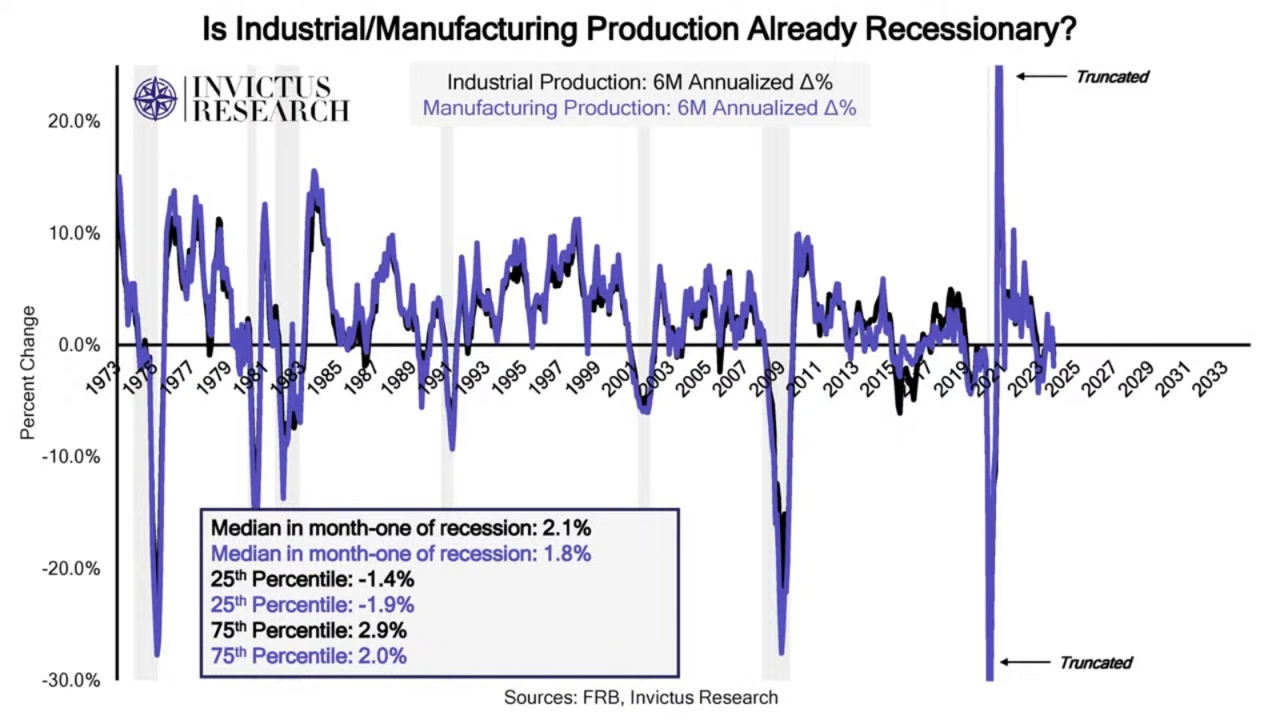 Is Industrial/Manufacturing Production Already Recessionary?
INVICTUS
RESEARCH
Industrial Production: 6M Annualized Δ%
Manufacturing Production: 6M Annualized Δ%
Truncated
Percent Change
20.0%
10.0%
0.0%
-10.0%
-20.0%
-30.0%
1973
1975
1977
1979
1981
1983
1985
1987
1989
1991
1993
1995
1997
1999
2001
2003
2005
2007
2009
2011
2013
2015
2017
2019
2021
2023
2025
2027
2029
2031
2033
Median in month-one of recession: 2.1%
Median in month-one of recession: 1.8%
25th Percentile: -1.4%
25th Percentile: -1.9%
75th Percentile: 2.9%
75th Percentile: 2.0%
Truncated
Sources: FRB, Invictus Research